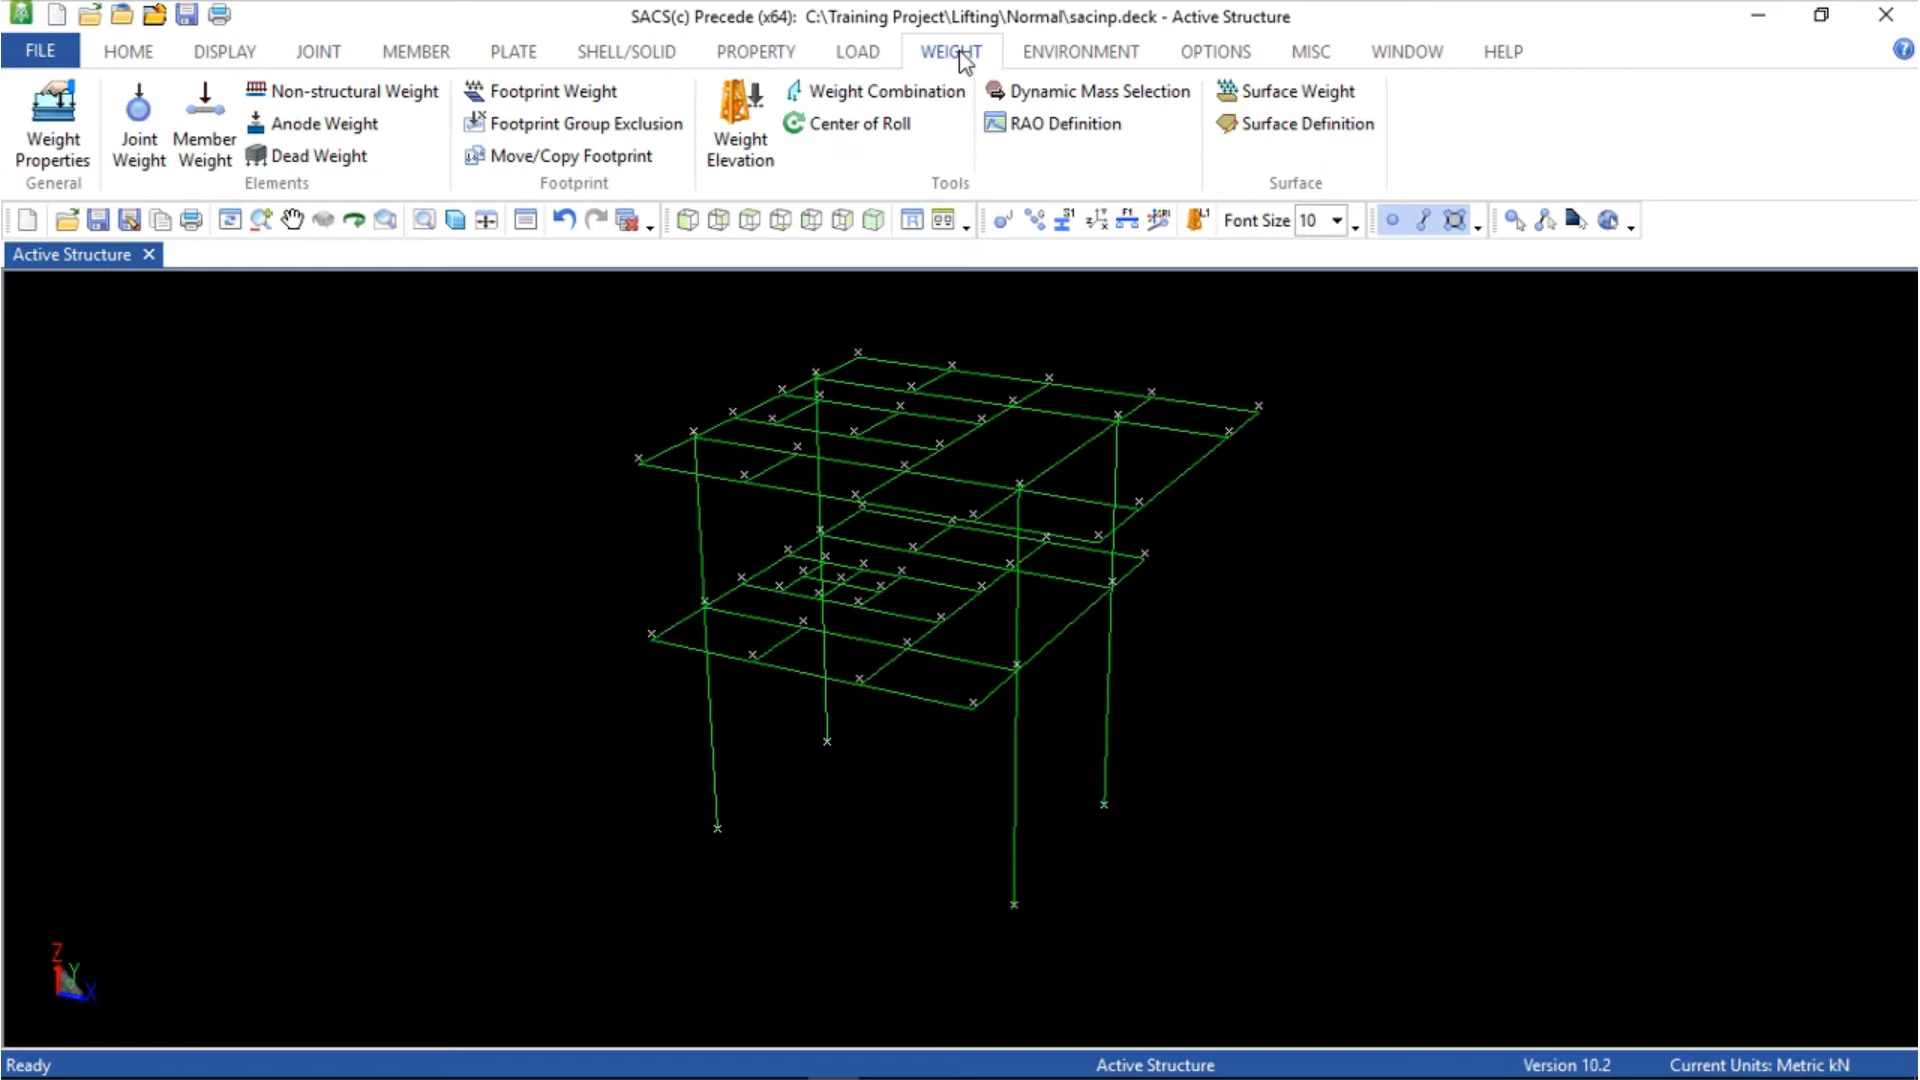 SACS(c) Precede (x64):  C:\Training Project\Lifting\Normal\sacinp.deck - Active Structure
FILE HOME DISPLAY JOINT MEMBER PLATE SHELL/SOLID PROPERTY LOAD WEIGHT ENVIRONMENT OPTIONS MISC WINDOW HELP
Weight Properties
General
Joint Weight
Member Weight
Non-structural Weight
Anode Weight
Dead Weight
Elements
Footprint Weight
Footprint Group Exclusion
Move/Copy Footprint
Footprint
Weight Elevation
Weight Combination
Center of Roll
Dynamic Mass Selection
RAO Definition
Tools
Surface Weight
Surface Definition
Surface
Font Size 10
Active Structure
Z
Y
X
Ready Active Structure Version 10.2 Current Units: Metric kN